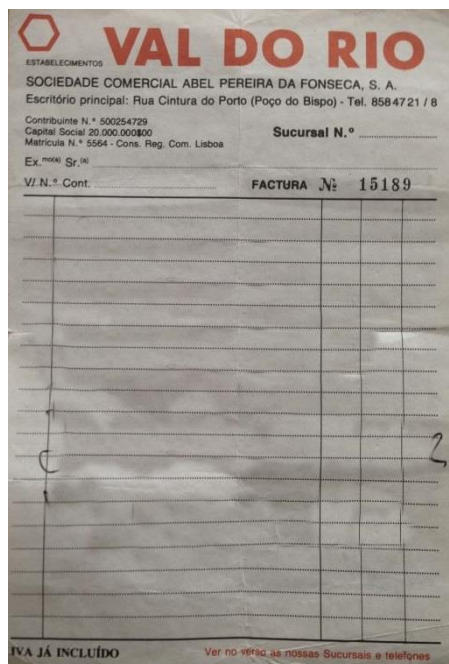 VAL DO RIO
ESTABELECIMENTOS
SOCIEDADE COMERCIAL ABEL PEREIRA DA FONSECA, S. A.
Escritório principal: Rua Cintura do Porto (Poço do Bispo) - Tel. 8584721 / 8
Contribuinte N.º 500254729
Capital Social 20.000.000$00
Matrícula N.º 5564 - Cons. Reg. Com. Lisboa
Sucursal N.º
Ex.mo(a) Sr.(a)
V/ N.º Cont.
FACTURA Nº 15189
IVA JÁ INCLUÍDO
Ver no verso as nossas Sucursais e telefones